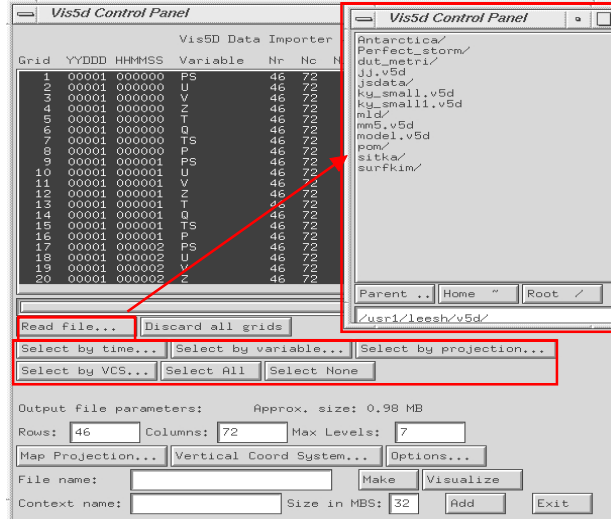 Vis5d Control Panel
Vis5D Data Importer
Grid YYDDD HHMMSS Variable Nr Nc N
1 00001 000000 PS 46 72
2 00001 000000 U 46 72
3 00001 000000 V 46 72
4 00001 000000 Z 46 72
5 00001 000000 T 46 72
6 00001 000000 Q 46 72
7 00001 000000 TS 46 72
8 00001 000000 P 46 72
9 00001 000001 PS 46 72
10 00001 000001 U 46 72
11 00001 000001 V 46 72
12 00001 000001 Z 46 72
13 00001 000001 T 46 72
14 00001 000001 Q 46 72
15 00001 000001 TS 46 72
16 00001 000001 P 46 72
17 00001 000002 PS 46 72
18 00001 000002 U 46 72
19 00001 000002 V 46 72
20 00001 000002 Z 46 72
Read file... Discard all grids
Select by time... Select by variable... Select by projection...
Select by VCS... Select All Select None
Output file parameters: Approx. size: 0.98 MB
Rows: 46 Columns: 72 Max Levels: 7
Map Projection... Vertical Coord System... Options...
File name: Make Visualize
Context name: Size in MBS: 32 Add Exit
Vis5d Control Panel
Antarctica/
Perfect_storm/
dut_metri/
jj.v5d
jsdata/
ky_small.v5d
ky_small1.v5d
mld/
mm5.v5d
model.v5d
pom/
sitka/
surfkim/
Parent .. Home ~ Root /
/usr1/leesh/v5d/